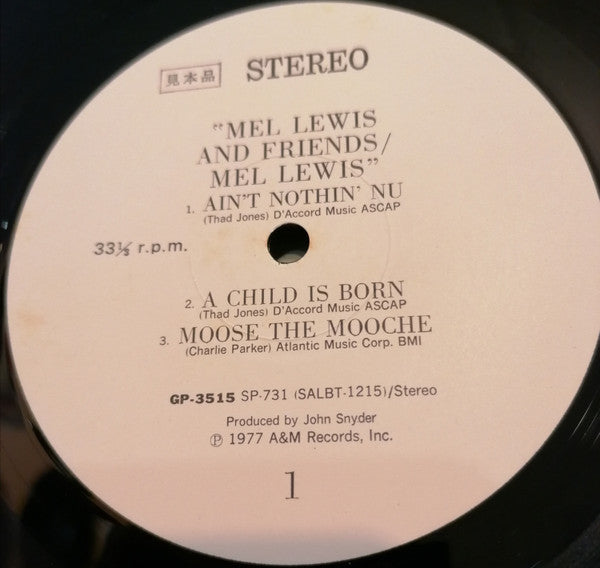 見本品
STEREO
“MEL LEWIS
AND FRIENDS/
MEL LEWIS”
1. AIN'T NOTHIN' NU
(Thad Jones) D'Accord Music ASCAP
33⅓ r.p.m.
2. A CHILD IS BORN
(Thad Jones) D'Accord Music ASCAP
3. MOOSE THE MOOCHE
(Charlie Parker) Atlantic Music Corp. BMI
GP-3515 SP-731 (SALBT-1215)/Stereo
Produced by John Snyder
℗ 1977 A&M Records, Inc.
1